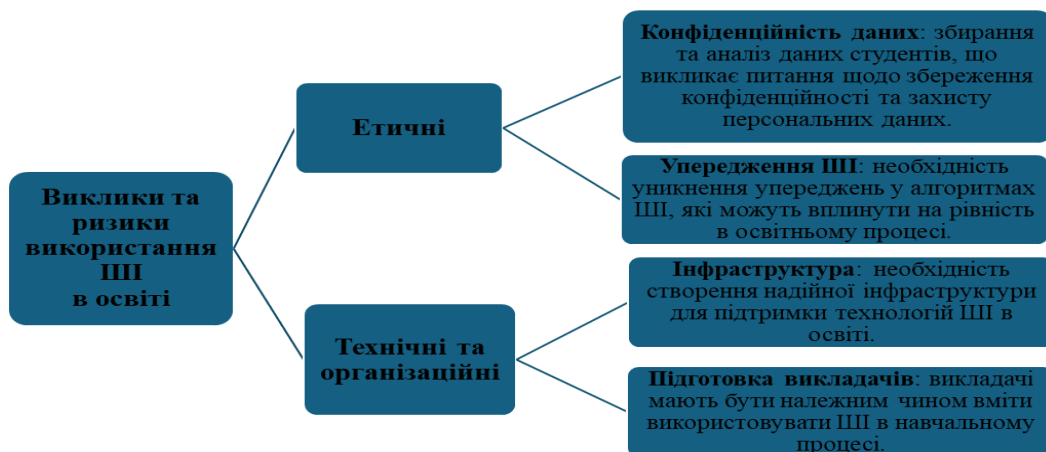 Виклики та
ризики
використання
ШІ
в освіті
Етичні
Конфіденційність даних: збирання
та аналіз даних студентів, що
викликає питання щодо збереження
конфіденційності та захисту
персональних даних.
Упередження ШІ: необхідність
уникнення упереджень у алгоритмах
ШІ, які можуть вплинути на рівність
в освітньому процесі.
Технічні та
організаційні
Інфраструктура: необхідність
створення надійної інфраструктури
для підтримки технологій ШІ в
освіті.
Підготовка викладачів: викладачі
мають бути належним чином вміти
використовувати ШІ в навчальному
процесі.